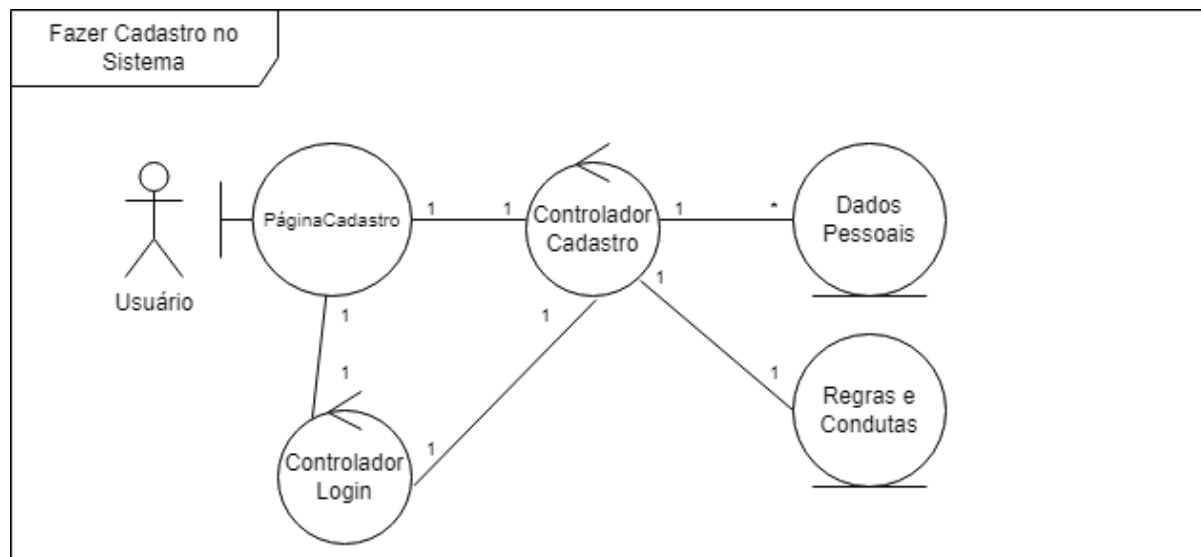 Fazer Cadastro no
Sistema
Usuário
PáginaCadastro
1
1
Controlador
Cadastro
1
*
Dados
Pessoais
1
1
1
1
1
1
Controlador
Login
Regras e
Condutas